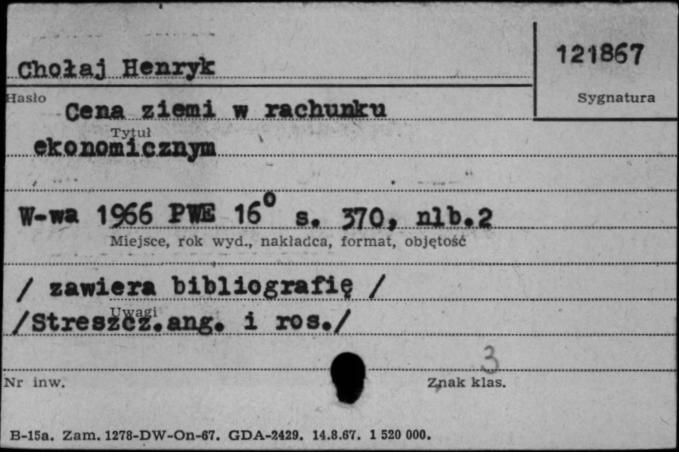 Chołaj Henryk
121867
Hasło
Sygnatura
Cena ziemi w rachunku
Tytuł
ekonomicznym
W-wa 1966 PWE 16° s. 370, nlb.2
Miejsce, rok wyd., nakładca, format, objętość
/ zawiera bibliografię /
Uwagi
/Streszcz.ang. i ros./
3
Nr inw.
Znak klas.
B-15a. Zam. 1278-DW-On-67. GDA-2429. 14.8.67. 1 520 000.